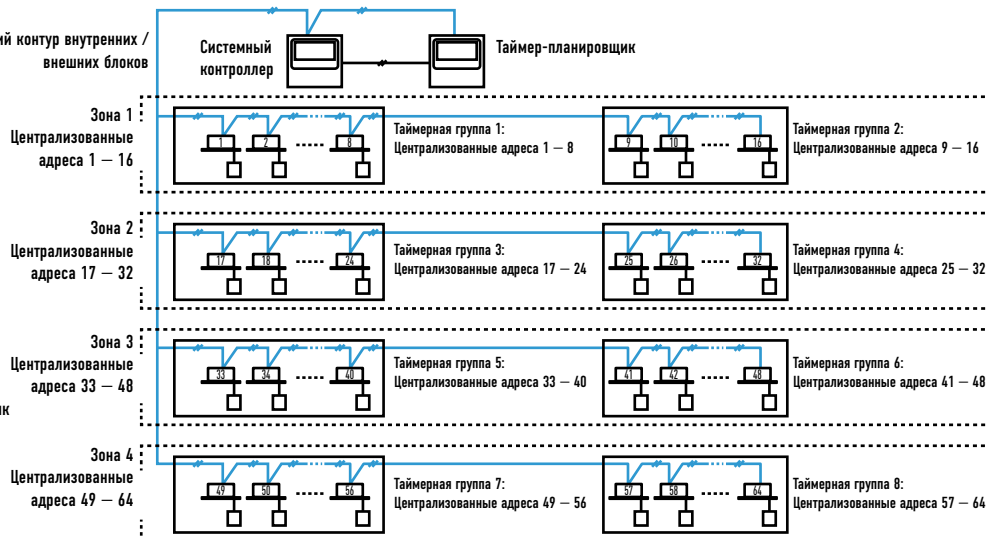 ий контур внутренних /
внешних блоков
Системный
контроллер
Таймер-планировщик
Зона 1
Централизованные
адреса 1 — 16
1 2 8
Таймерная группа 1:
Централизованные адреса 1 — 8
9 10 16
Таймерная группа 2:
Централизованные адреса 9 — 16
Зона 2
Централизованные
адреса 17 — 32
17 18 24
Таймерная группа 3:
Централизованные адреса 17 — 24
25 26 32
Таймерная группа 4:
Централизованные адреса 25 — 32
Зона 3
Централизованные
адреса 33 — 48
ик
33 34 40
Таймерная группа 5:
Централизованные адреса 33 — 40
41 42 48
Таймерная группа 6:
Централизованные адреса 41 — 48
Зона 4
Централизованные
адреса 49 — 64
49 50 56
Таймерная группа 7:
Централизованные адреса 49 — 56
57 58 64
Таймерная группа 8:
Централизованные адреса 57 — 64